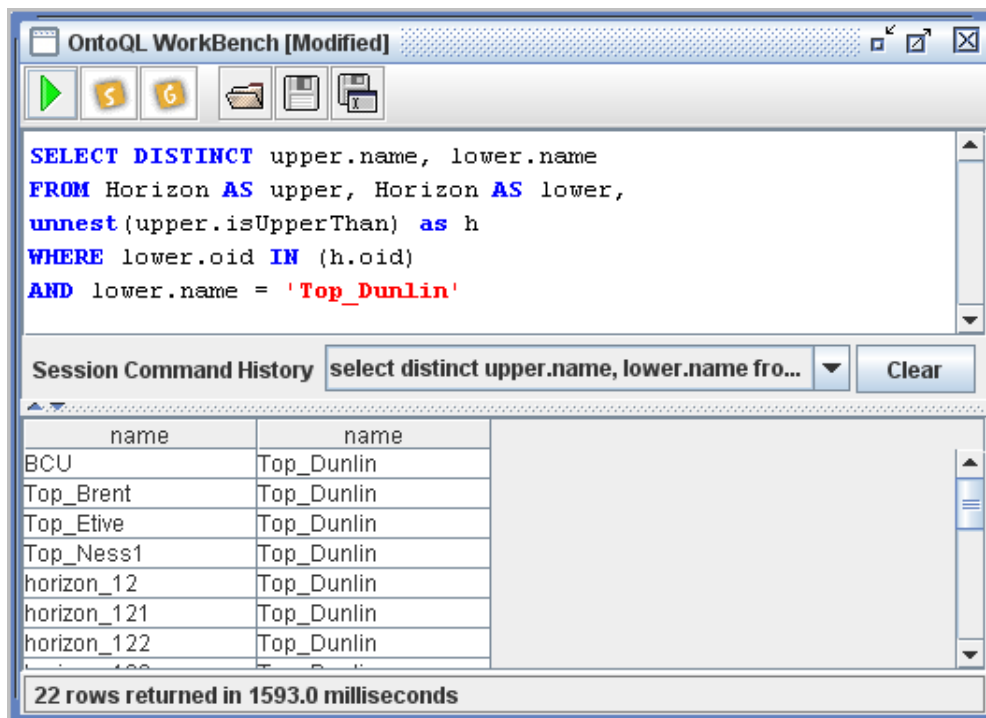 OntoQL WorkBench [Modified]
S G
SELECT DISTINCT upper.name, lower.name
FROM Horizon AS upper, Horizon AS lower,
unnest(upper.isUpperThan) as h
WHERE lower.oid IN (h.oid)
AND lower.name = 'Top_Dunlin'
Session Command History select distinct upper.name, lower.name fro... Clear
name name
BCU Top_Dunlin
Top_Brent Top_Dunlin
Top_Etive Top_Dunlin
Top_Ness1 Top_Dunlin
horizon_12 Top_Dunlin
horizon_121 Top_Dunlin
horizon_122 Top_Dunlin
22 rows returned in 1593.0 milliseconds